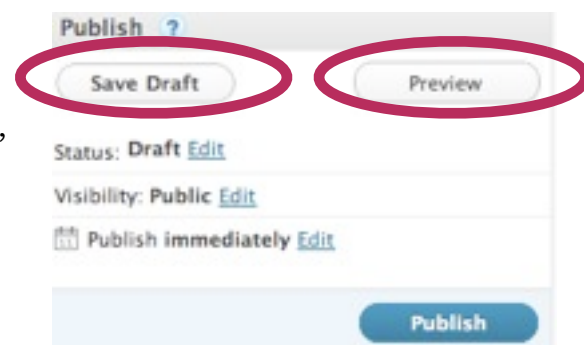 Publish ?
Save Draft Preview
,
Status: Draft Edit
Visibility: Public Edit
Publish immediately Edit
Publish